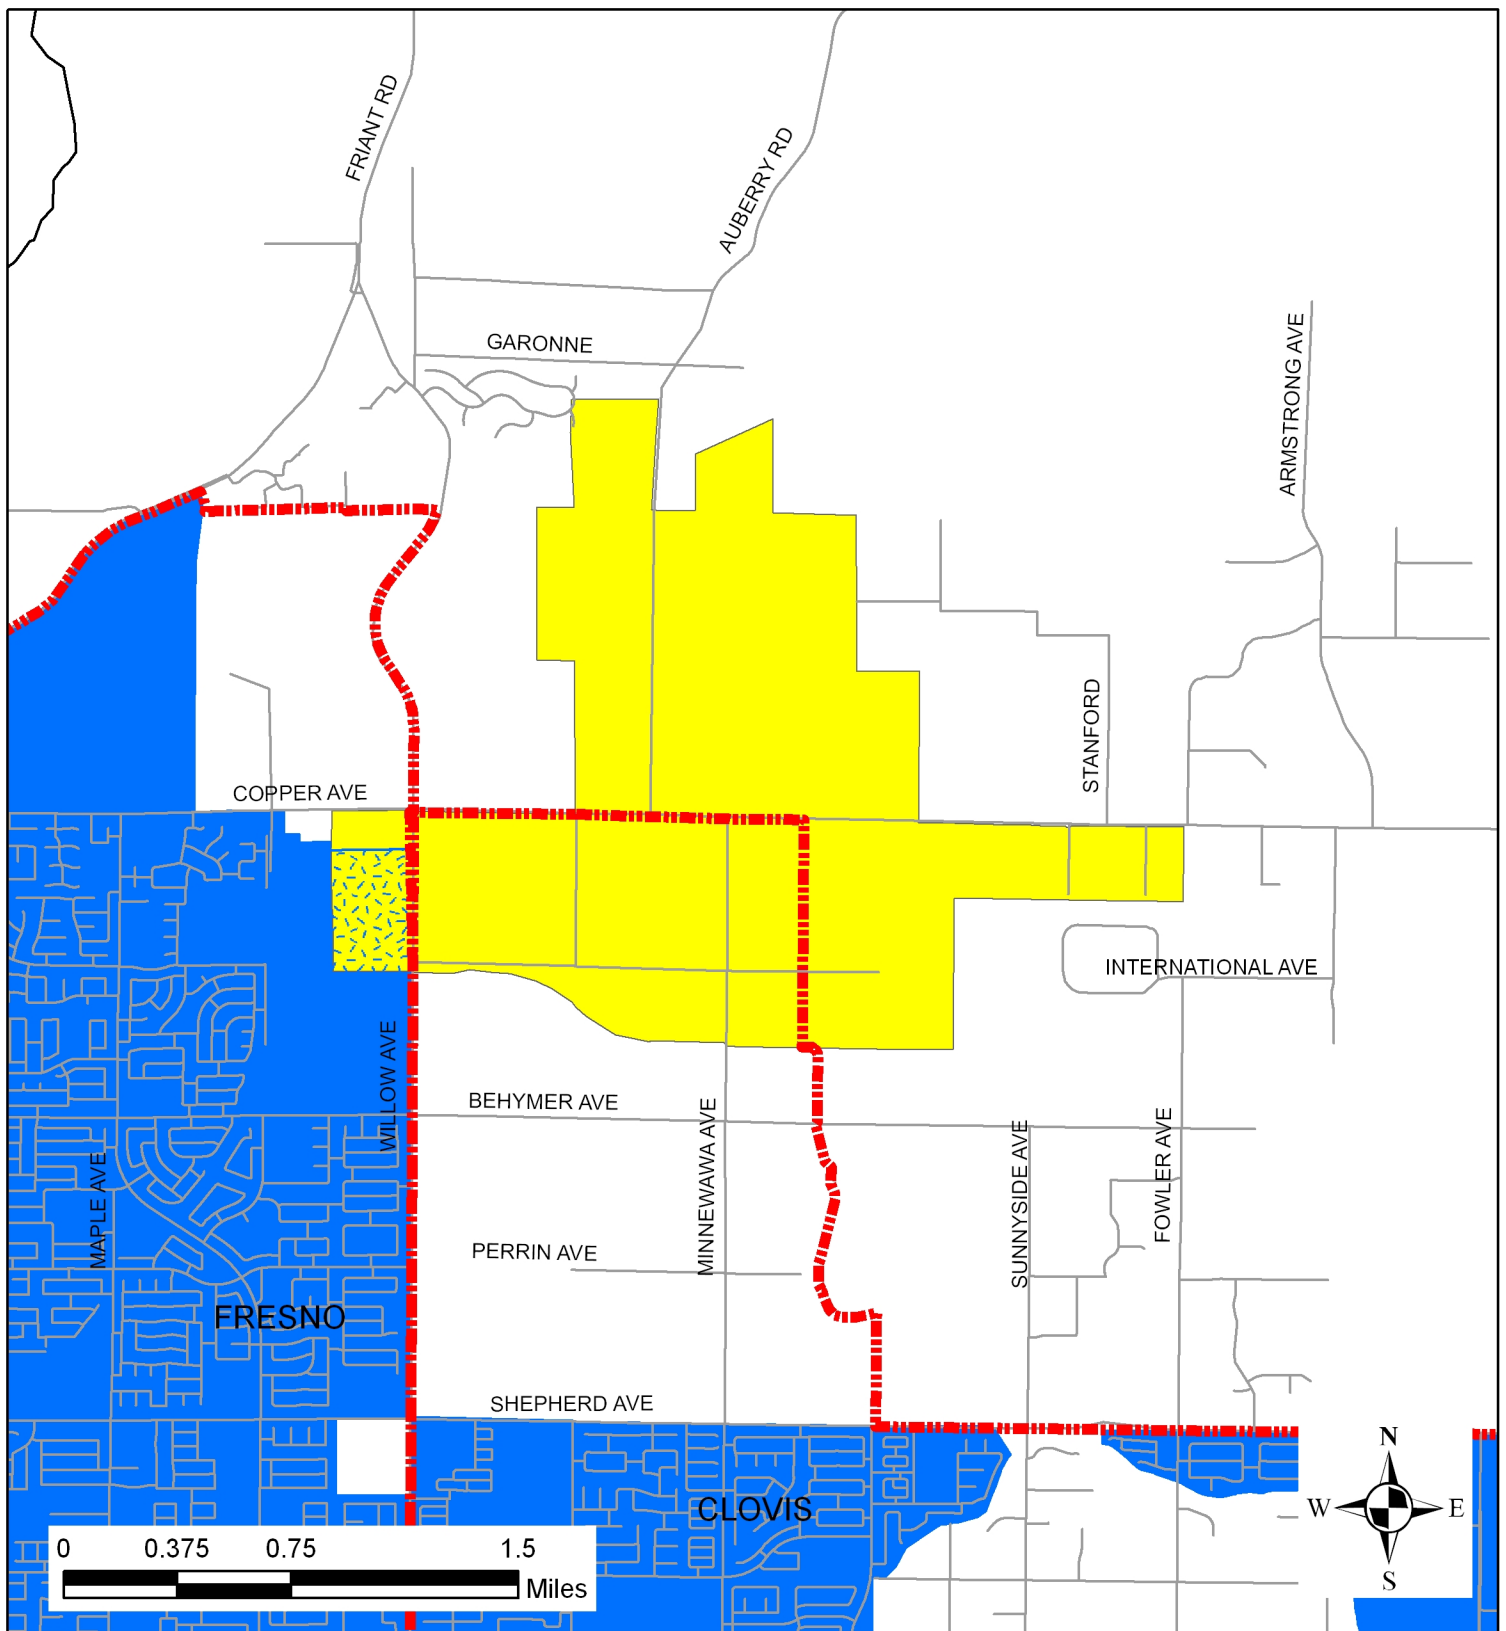 FRIANT RD
AUBERRY RD
GARONNE
ARMSTRONG AVE
STANFORD
COPPER AVE
INTERNATIONAL AVE
WILLOW AVE
BEHYMER AVE
MINNEWAWA AVE
SUNNYSIDE AVE
FOWLER AVE
MAPLE AVE
PERRIN AVE
FRESNO
SHEPHERD AVE
CLOVIS
N
W E
S
0 0.375 0.75 1.5
Miles